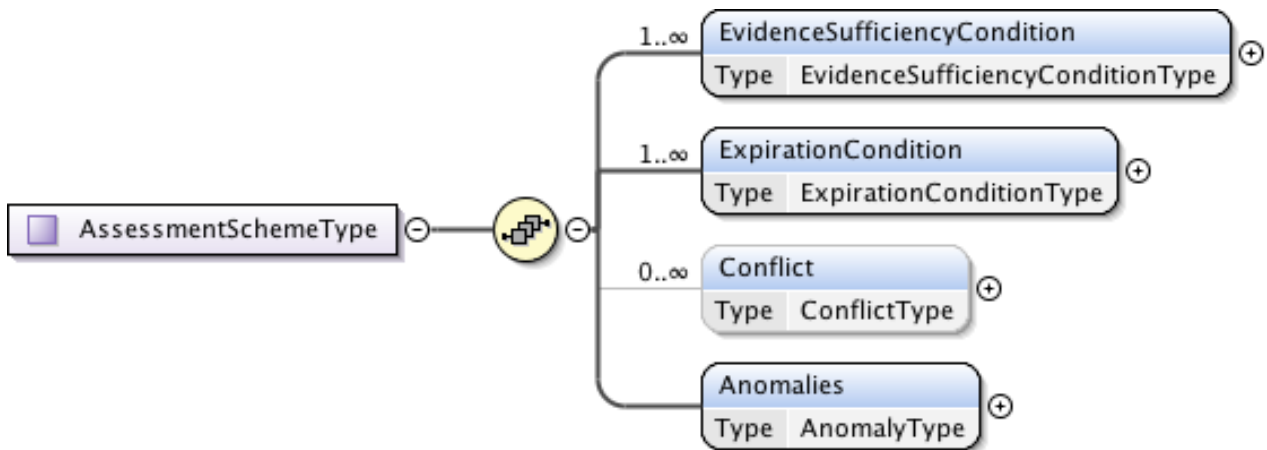 1..∞
EvidenceSufficiencyCondition
Type EvidenceSufficiencyConditionType
1..∞
ExpirationCondition
Type ExpirationConditionType
AssessmentSchemeType
0..∞
Conflict
Type ConflictType
Anomalies
Type AnomalyType